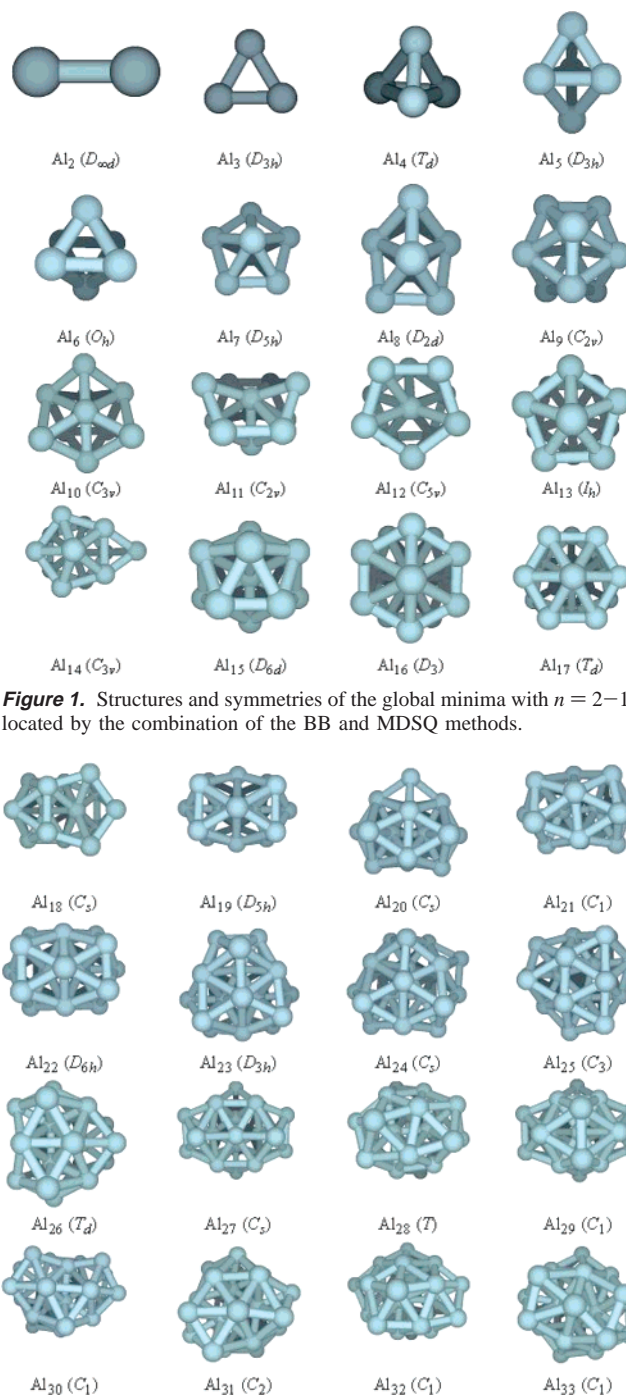 Al2 (D∞d) Al3 (D3h) Al4 (Td) Al5 (D3h)
Al6 (Oh) Al7 (D5h) Al8 (D2d) Al9 (C2v)
Al10 (C3v) Al11 (C2v) Al12 (C5v) Al13 (Ih)
Al14 (C3v) Al15 (D6d) Al16 (D3) Al17 (Td)
Figure 1. Structures and symmetries of the global minima with n = 2−1
located by the combination of the BB and MDSQ methods.
Al18 (Cs) Al19 (D5h) Al20 (Cs) Al21 (C1)
Al22 (D6h) Al23 (D3h) Al24 (Cs) Al25 (C3)
Al26 (Td) Al27 (Cs) Al28 (T) Al29 (C1)
Al30 (C1) Al31 (C2) Al32 (C1) Al33 (C1)